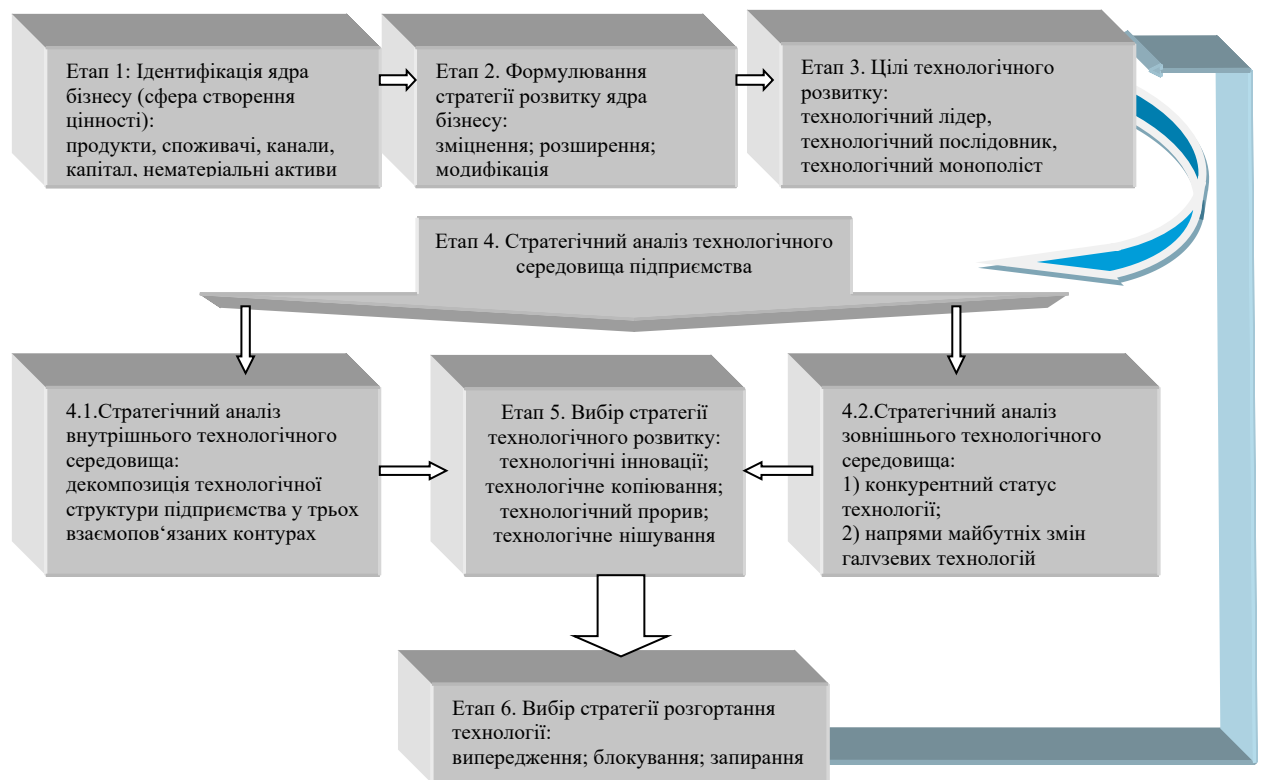 Етап 1: Ідентифікація ядра
бізнесу (сфера створення
цінності):
продукти, споживачі, канали,
капітал, нематеріальні активи
Етап 2. Формулювання
стратегії розвитку ядра
бізнесу:
зміцнення; розширення;
модифікація
Етап 3. Цілі технологічного
розвитку:
технологічний лідер,
технологічний послідовник,
технологічний монополіст
Етап 4. Стратегічний аналіз технологічного
середовища підприємства
4.1.Стратегічний аналіз
внутрішнього технологічного
середовища:
декомпозиція технологічної
структури підприємства у трьох
взаємопов‘язаних контурах
Етап 5. Вибір стратегії
технологічного розвитку:
технологічні інновації;
технологічне копіювання;
технологічний прорив;
технологічне нішування
4.2.Стратегічний аналіз
зовнішнього технологічного
середовища:
1) конкурентний статус
технології;
2) напрями майбутніх змін
галузевих технологій
Етап 6. Вибір стратегії розгортання
технології:
випередження; блокування; запирання